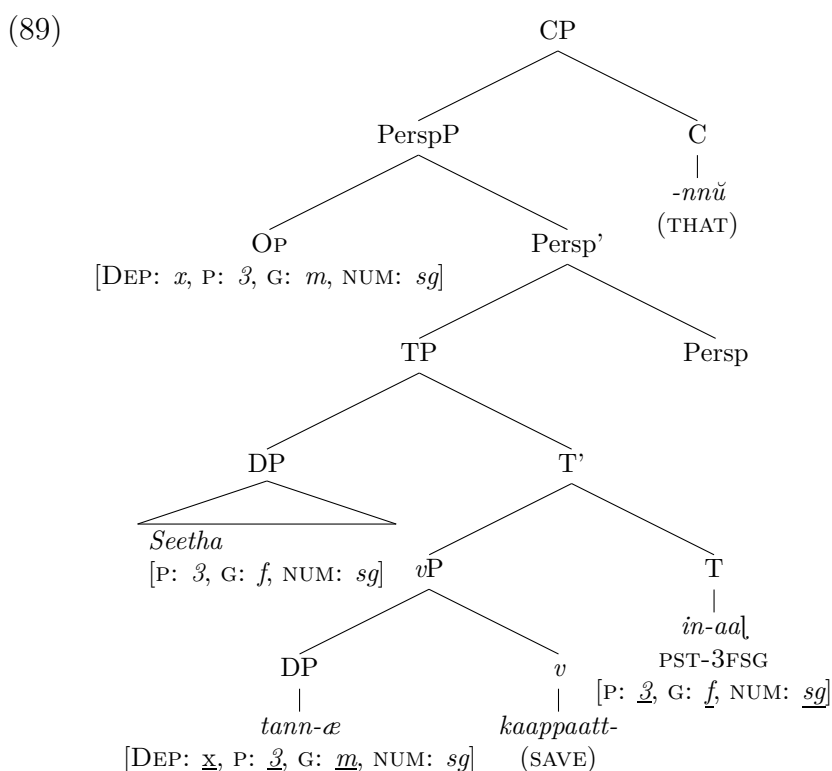 (89)
CP
PerspP C
-nnŭ
(THAT)
OP Persp’
[DEP: x, P: 3, G: m, NUM: sg]
TP Persp
DP T’
Seetha
[P: 3, G: f, NUM: sg]
vP T
in-aaɭ
PST-3FSG
[P: 3, G: f, NUM: sg]
DP v
tann-æ kaappaatt-
[DEP: x, P: 3, G: m, NUM: sg] (SAVE)